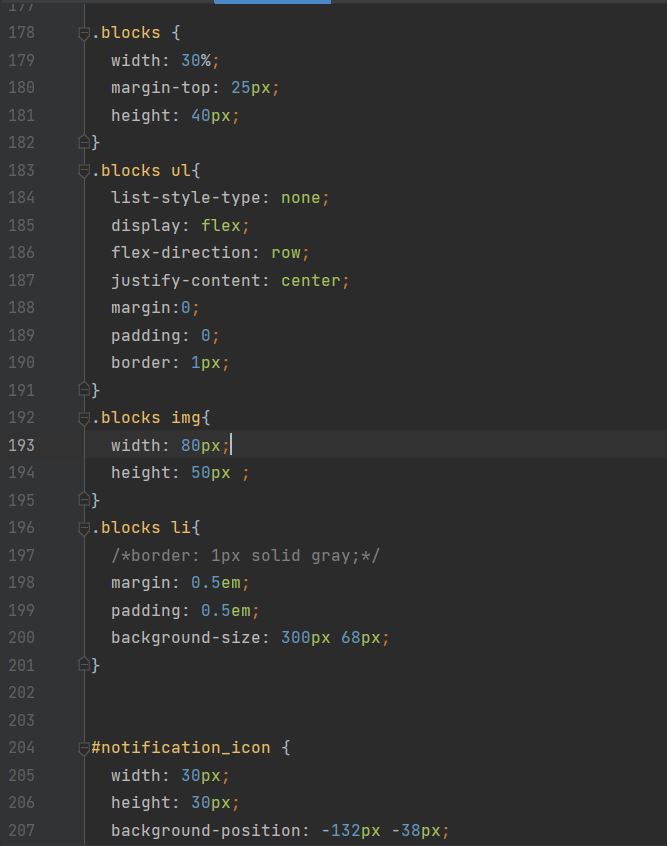 177
178 .blocks {
179 width: 30%;
180 margin-top: 25px;
181 height: 40px;
182 }
183 .blocks ul{
184 list-style-type: none;
185 display: flex;
186 flex-direction: row;
187 justify-content: center;
188 margin:0;
189 padding: 0;
190 border: 1px;
191 }
192 .blocks img{
193 width: 80px;
194 height: 50px ;
195 }
196 .blocks li{
197 /*border: 1px solid gray;*/
198 margin: 0.5em;
199 padding: 0.5em;
200 background-size: 300px 68px;
201 }
202
203
204 #notification_icon {
205 width: 30px;
206 height: 30px;
207 background-position: -132px -38px;